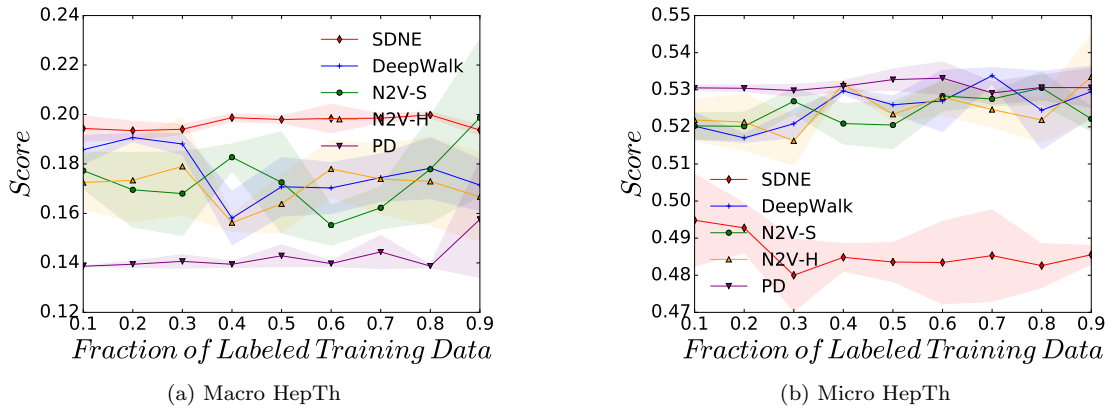 0.24
0.22
0.20
0.18
0.16
0.14
0.12
Score
SDNE
DeepWalk
N2V-S
N2V-H
PD
0.1 0.2 0.3 0.4 0.5 0.6 0.7 0.8 0.9
Fraction of Labeled Training Data
(a) Macro HepTh
0.55
0.54
0.53
0.52
0.51
0.50
0.49
0.48
0.47
Score
SDNE
DeepWalk
N2V-S
N2V-H
PD
0.1 0.2 0.3 0.4 0.5 0.6 0.7 0.8 0.9
Fraction of Labeled Training Data
(b) Micro HepTh